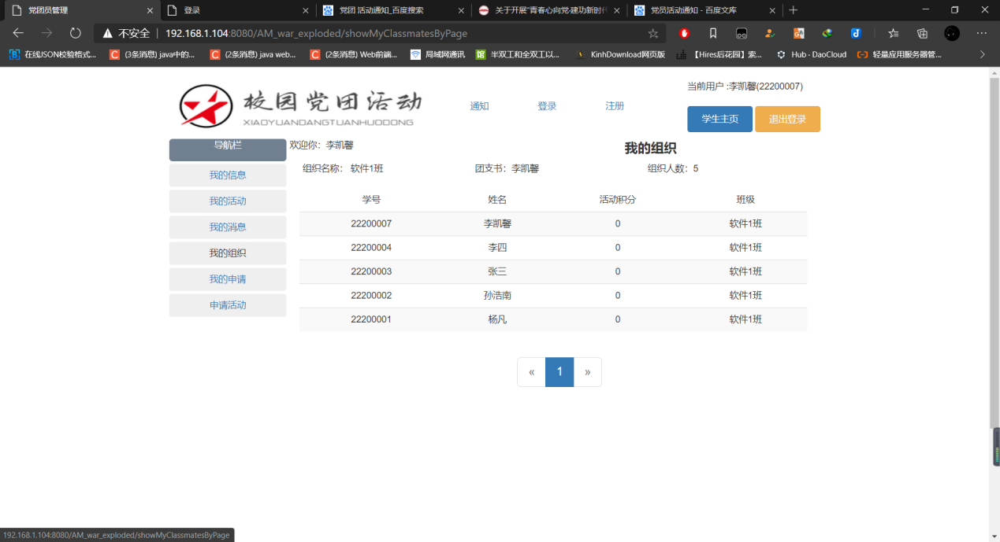 党团员管理
登录
党团 活动通知_百度搜索
关于开展"青春心向党·建功新时代
党员活动通知 - 百度文库
不安全 192.168.1.104:8080/AM_war_exploded/showMyClassmatesByPage
在线JSON校验格式...
(3条消息) java中的...
(2条消息) java web...
(2条消息) Web前端...
局域网通讯
半双工和全双工以...
KinhDownload网页版
【Hires后花园】索...
Hub - DaoCloud
轻量应用服务器管...
校园党团活动
XIAOYUANDANGTUANHUODONG
通知 登录 注册
当前用户 :李凯馨(22200007)
学生主页 退出登录
导航栏
我的信息
我的活动
我的消息
我的组织
我的申请
申请活动
欢迎你：李凯馨
我的组织
组织名称： 软件1班 团支书：李凯馨 组织人数：5
学号 姓名 活动积分 班级
22200007 李凯馨 0 软件1班
22200004 李四 0 软件1班
22200003 张三 0 软件1班
22200002 孙浩南 0 软件1班
22200001 杨凡 0 软件1班
« 1 »
192.168.1.104:8080/AM_war_exploded/showMyClassmatesByPage